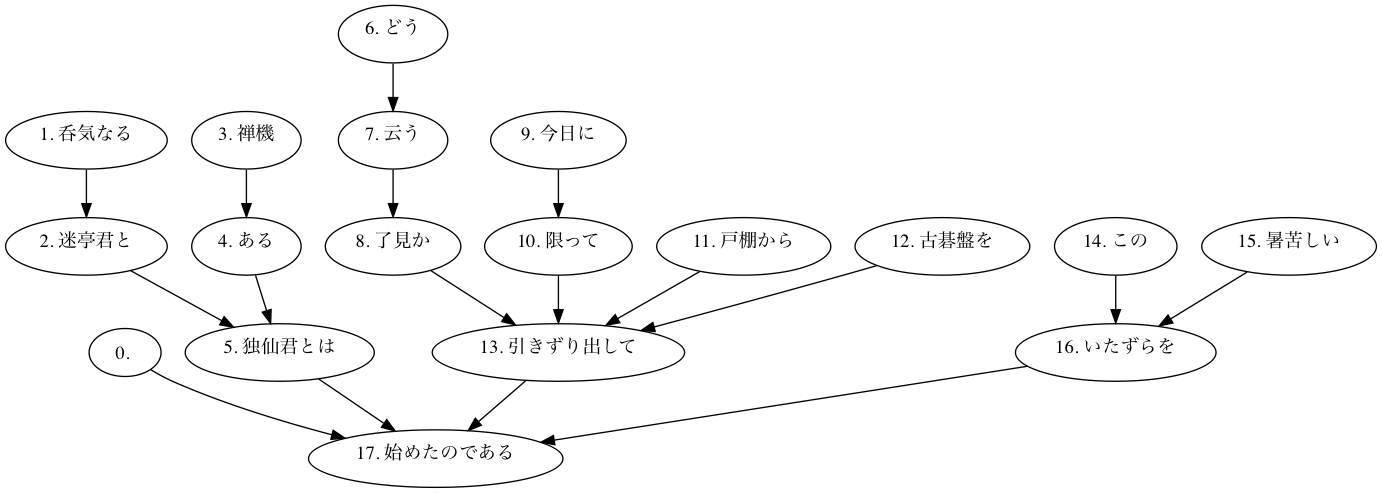 6. どう
1. 呑気なる
3. 禅機
7. 云う
9. 今日に
2. 迷亭君と
4. ある
8. 了見か
10. 限って
11. 戸棚から
12. 古碁盤を
14. この
15. 暑苦しい
0.
5. 独仙君とは
13. 引きずり出して
16. いたずらを
17. 始めたのである